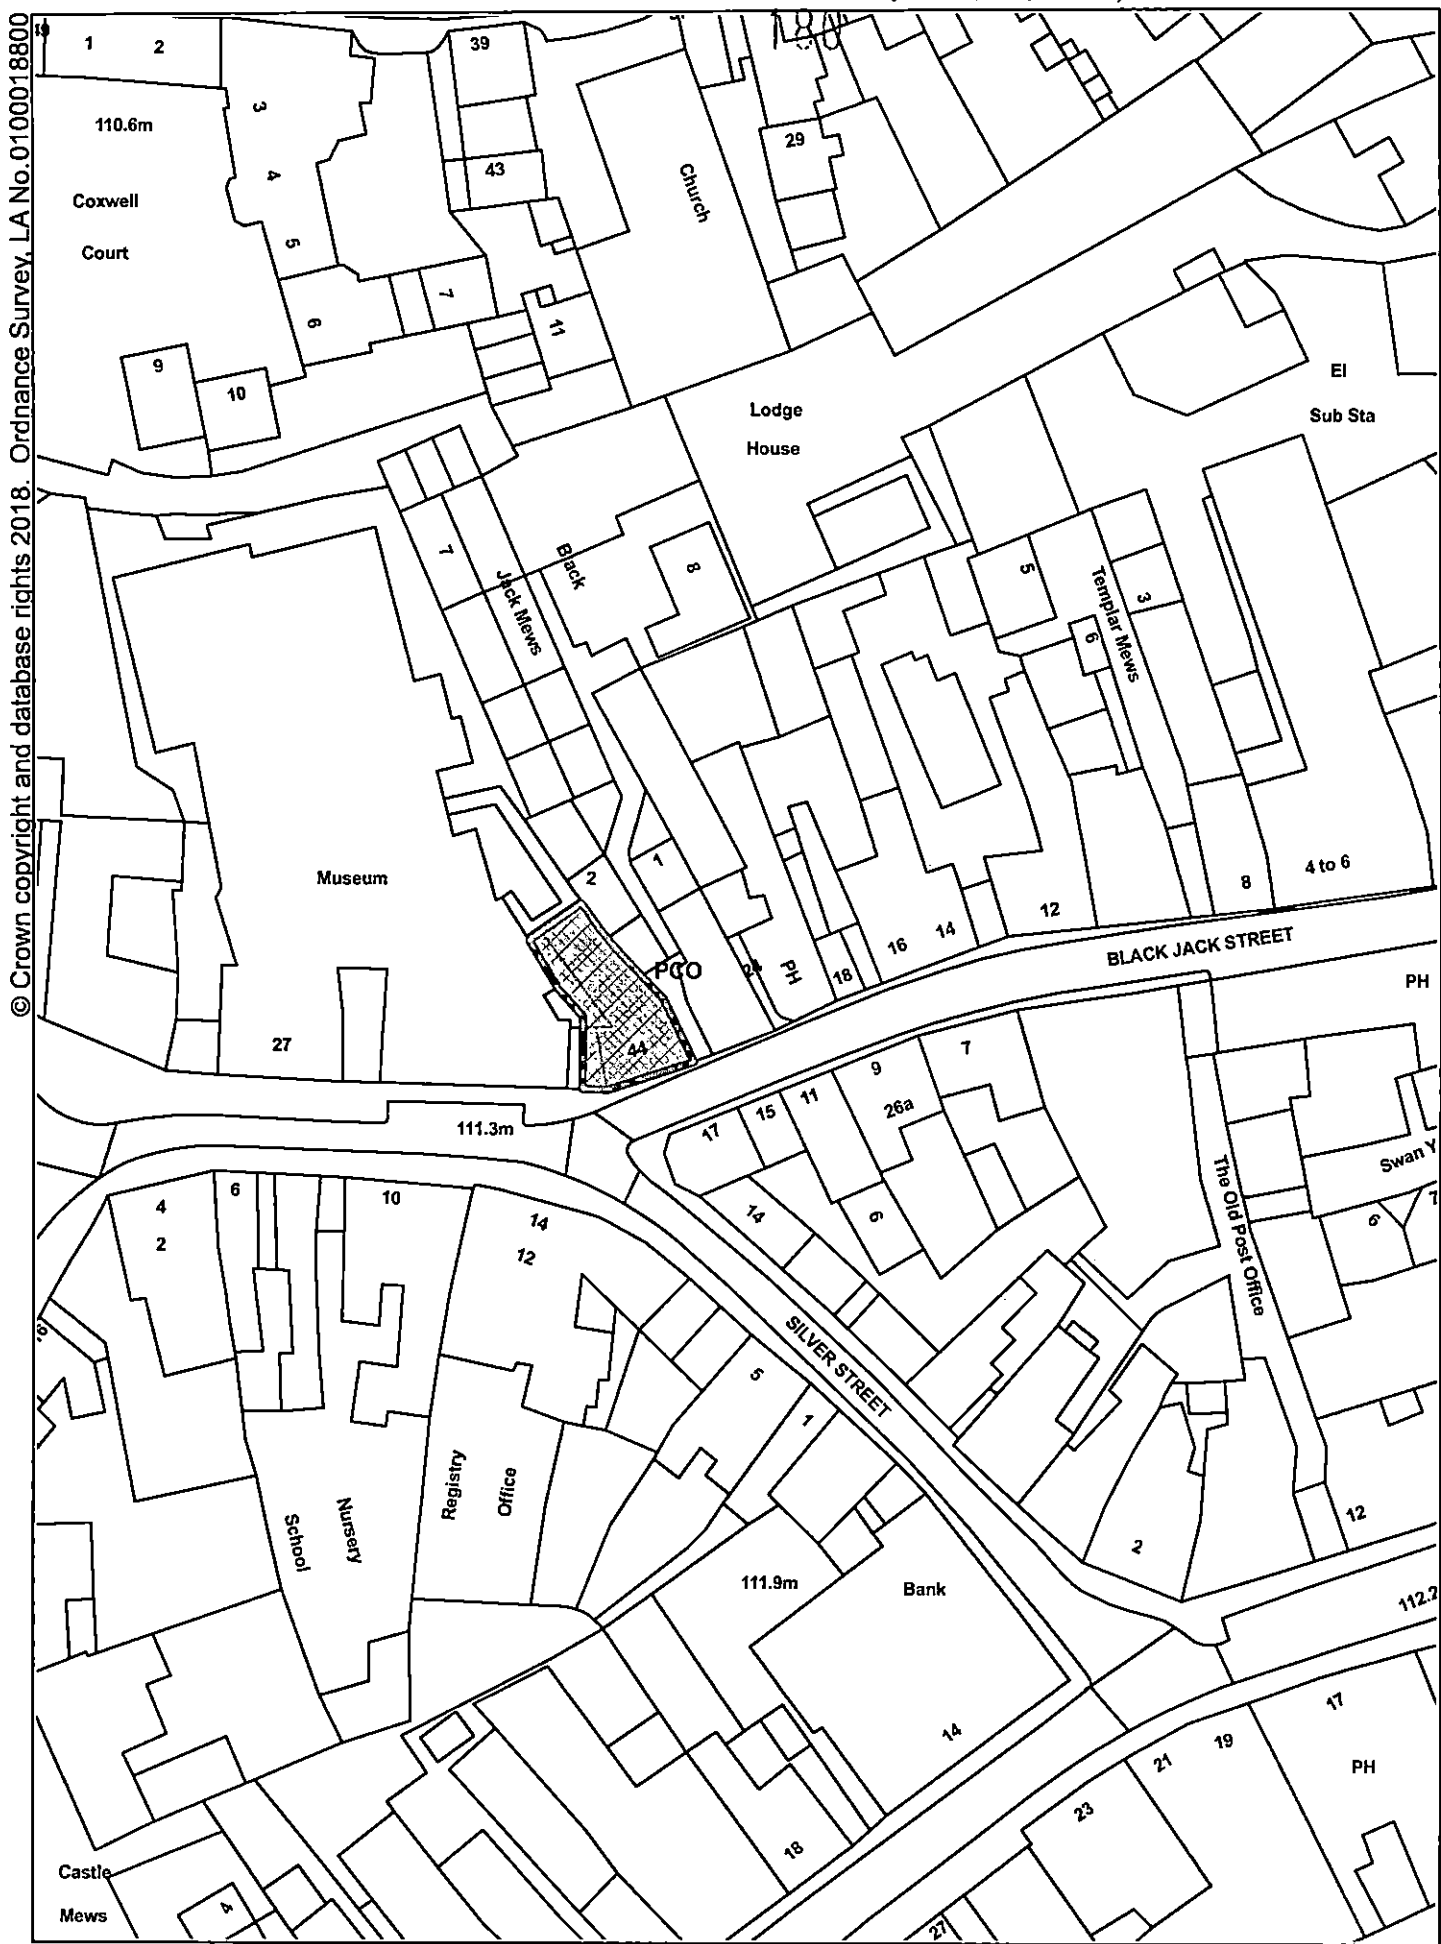 180
© Crown copyright and database rights 2018. Ordnance Survey, LA No.0100018800
1
2
39
3
110.6m
4
43
29
Church
Coxwell
Court
5
6
7
11
9
10
Lodge
House
El
Sub Sta
7
Jack Mews
Black
8
5
Templar Mews
3
6
Museum
2
1
PCO
24
PH
18
16
14
12
8
4 to 6
BLACK JACK STREET
PH
27
44
111.3m
17
15
11
9
26a
7
14
6
The Old Post Office
Swan Y
6
7
4
2
6
10
14
12
SILVER STREET
5
1
School
Nursery
Registry
Office
2
12
111.9m
Bank
112.2
14
18
17
19
21
23
PH
27
Castle
Mews
4